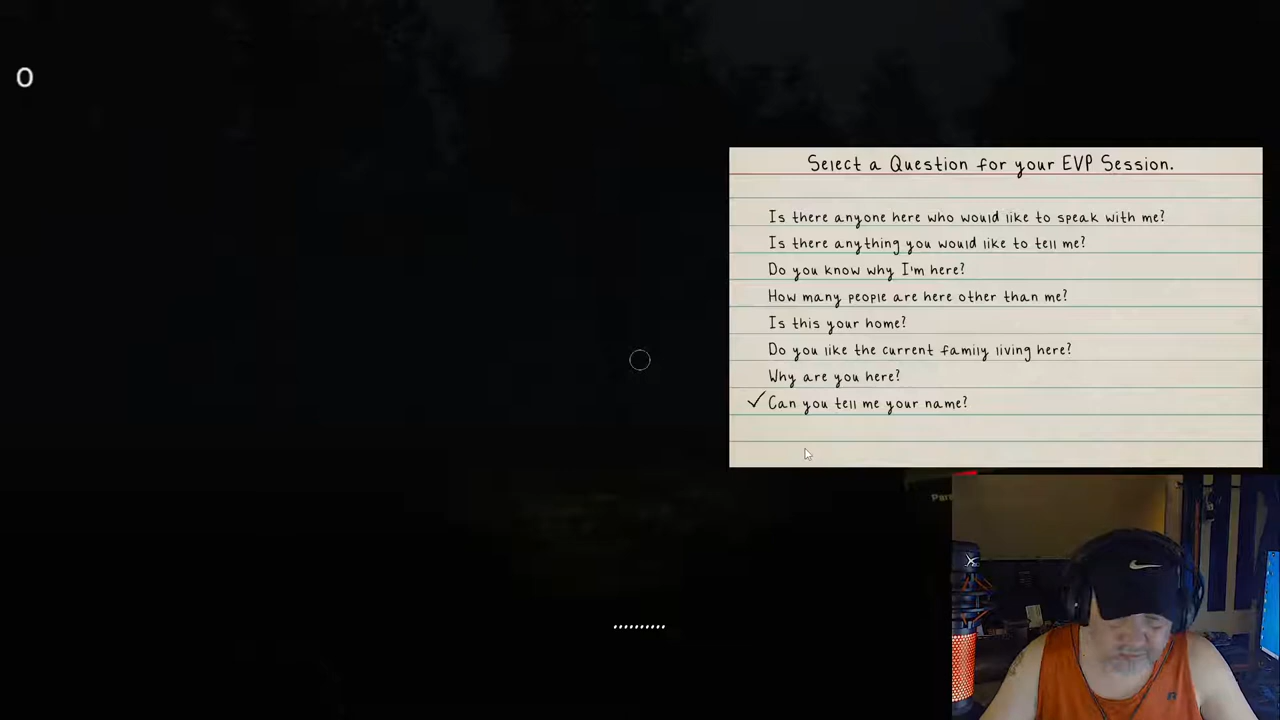 0
Select a Question for your EVP Session.
Is there anyone here who would like to speak with me?
Is there anything you would like to tell me?
Do you know why I'm here?
How many people are here other than me?
Is this your home?
Do you like the current family living here?
Why are you here?
✓ Can you tell me your name?
..........